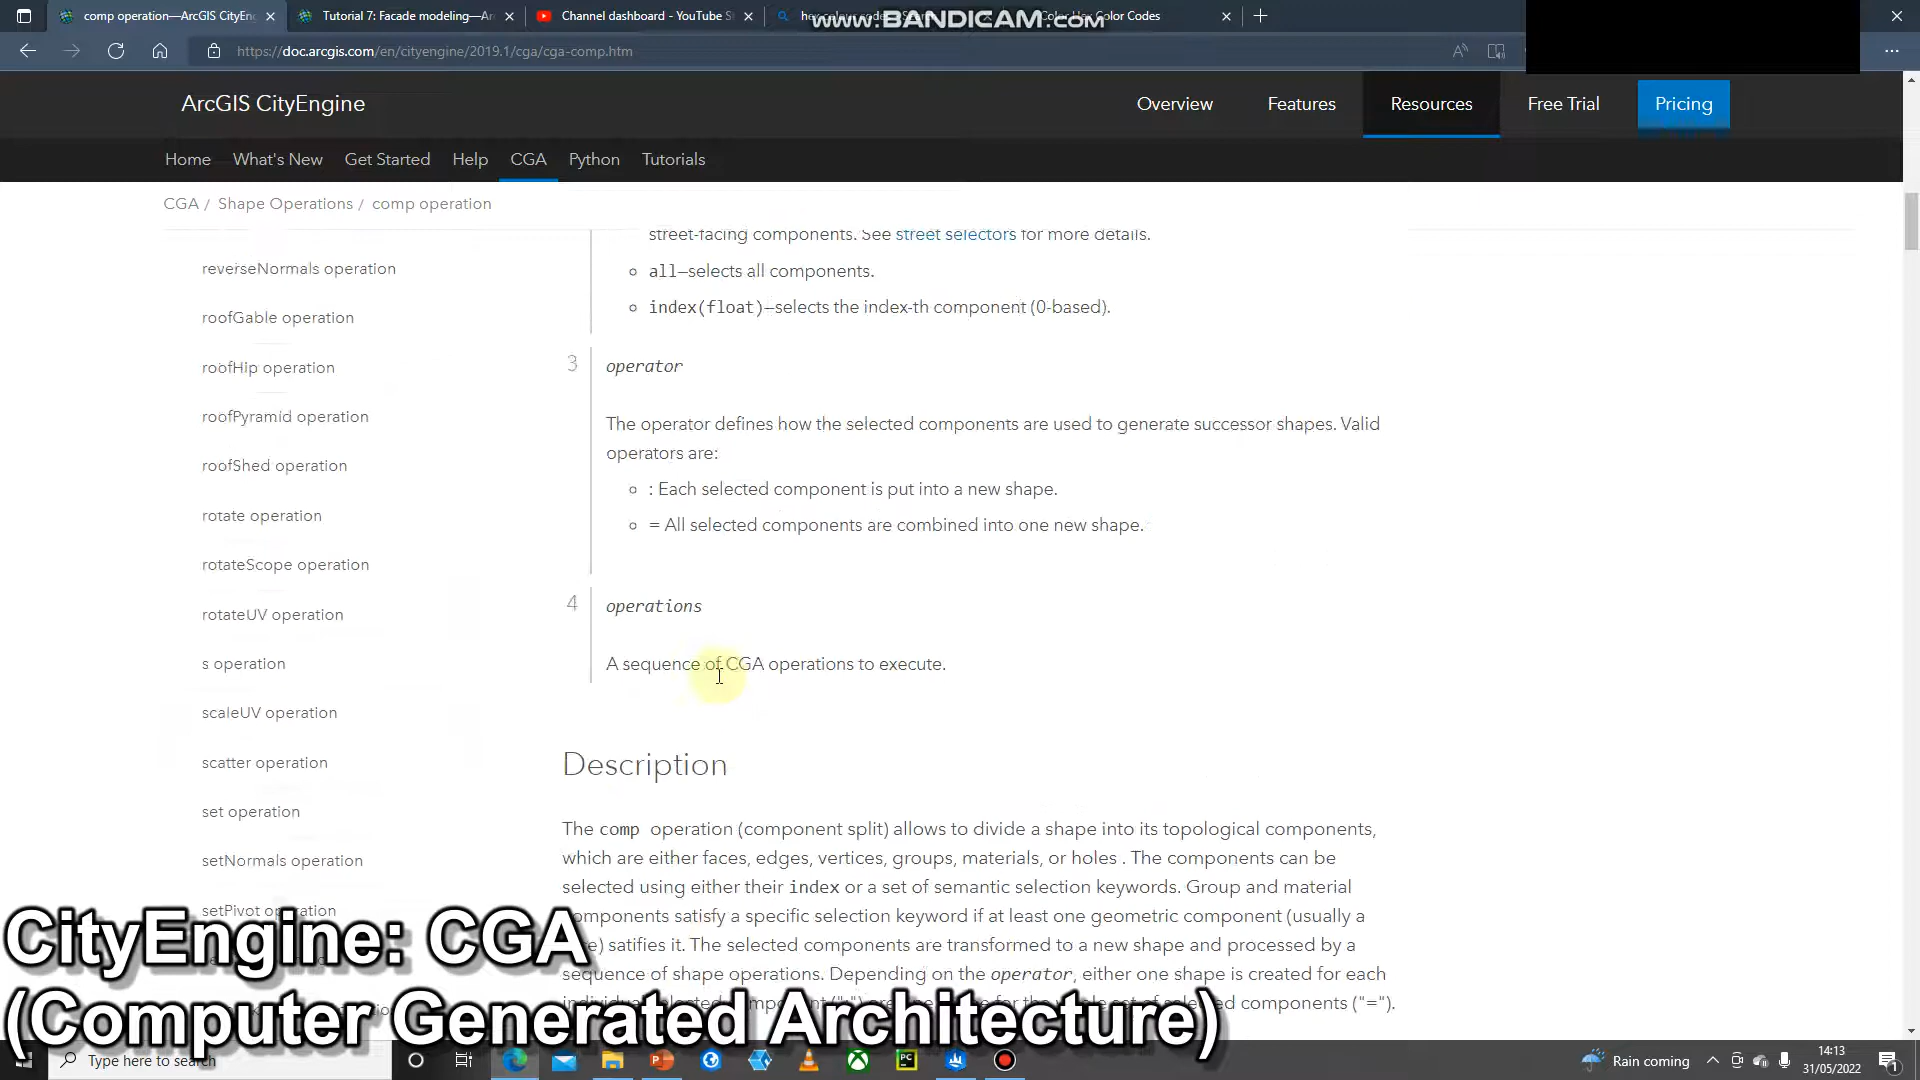 comp operation—ArcGIS CityEng
Tutorial 7: Facade modeling—Ar
Channel dashboard - YouTube S
Color Hex Color Codes
www.BANDICAM.com
https://doc.arcgis.com/en/cityengine/2019.1/cga/cga-comp.htm
ArcGIS CityEngine
Overview
Features
Resources
Free Trial
Pricing
Home
What's New
Get Started
Help
CGA
Python
Tutorials
CGA / Shape Operations / comp operation
reverseNormals operation
roofGable operation
roofHip operation
roofPyramid operation
roofShed operation
rotate operation
rotateScope operation
rotateUV operation
s operation
scaleUV operation
scatter operation
set operation
setNormals operation
setPivot operation
street-facing components. See street selectors for more details.
all—selects all components.
index(float)—selects the index-th component (0-based).
3
operator
The operator defines how the selected components are used to generate successor shapes. Valid
operators are:
: Each selected component is put into a new shape.
= All selected components are combined into one new shape.
4
operations
A sequence of CGA operations to execute.
Description
The comp operation (component split) allows to divide a shape into its topological components,
which are either faces, edges, vertices, groups, materials, or holes . The components can be
selected using either their index or a set of semantic selection keywords. Group and material
components satisfy a specific selection keyword if at least one geometric component (usually a
satifies it. The selected components are transformed to a new shape and processed by a
sequence of shape operations. Depending on the operator, either one shape is created for each
components ("=").
CityEngine: CGA
(Computer Generated Architecture)
Type here to search
Rain coming
14:13
31/05/2022